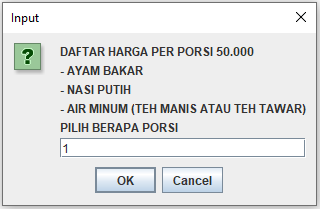 Input
DAFTAR HARGA PER PORSI 50.000
- AYAM BAKAR
- NASI PUTIH
- AIR MINUM (TEH MANIS ATAU TEH TAWAR)
PILIH BERAPA PORSI
1
OK
Cancel